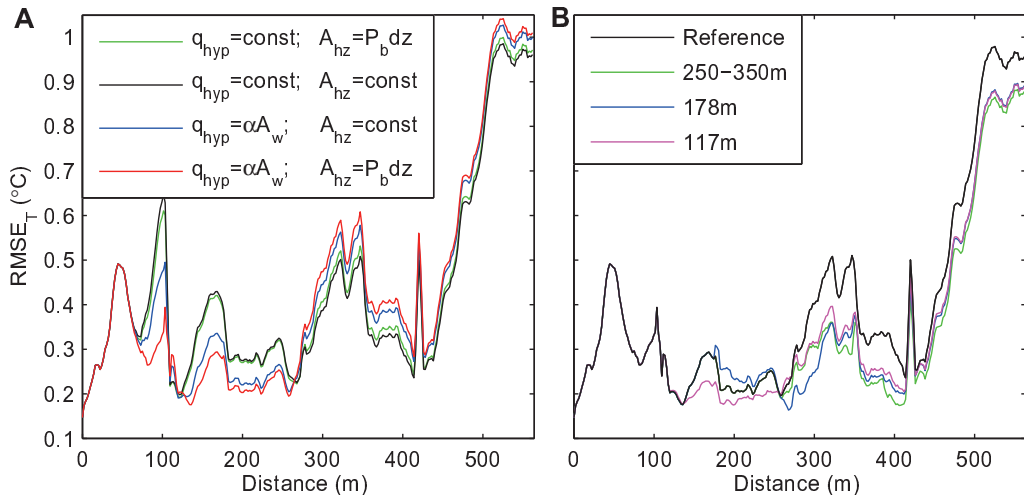 A
B
q_hyp=const; A_hz=P_b dz
q_hyp=const; A_hz=const
q_hyp=αA_w; A_hz=const
q_hyp=αA_w; A_hz=P_b dz
Reference
250−350m
178m
117m
RMSE_T (°C)
1
0.9
0.8
0.7
0.6
0.5
0.4
0.3
0.2
0.1
0 100 200 300 400 500
0 100 200 300 400 500
Distance (m)
Distance (m)